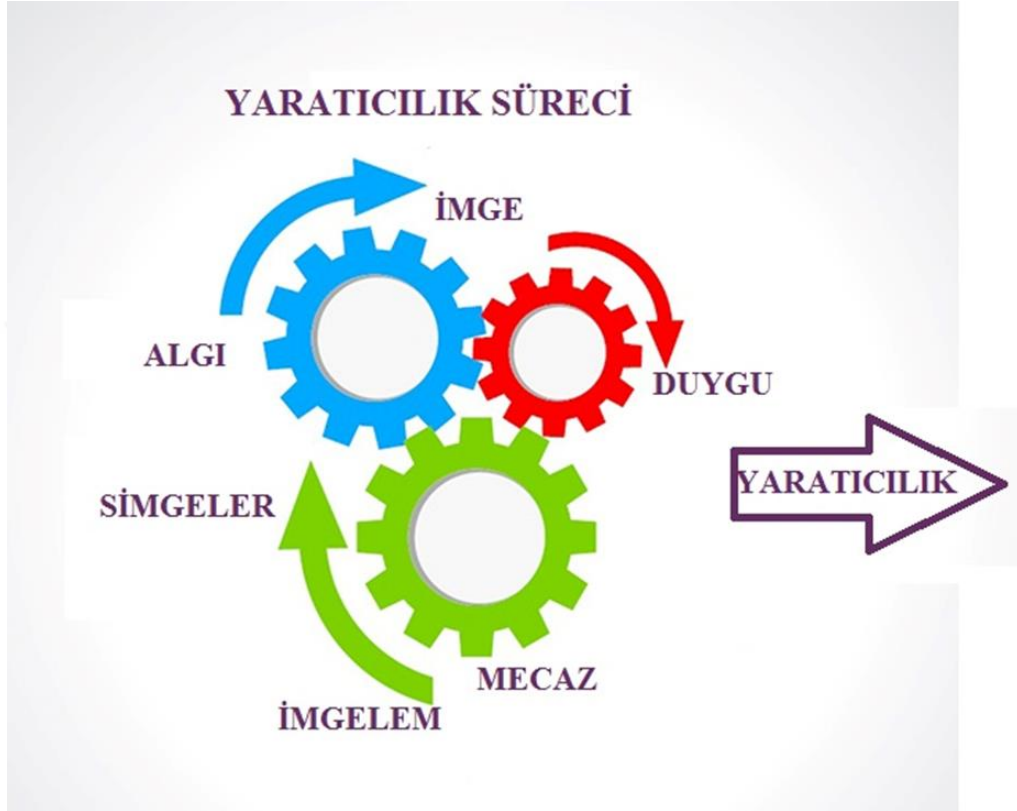 YARATICILIK SÜRECİ
İMGE
ALGI
DUYGU
YARATICILIK
SİMGELER
MECAZ
İMGELEM